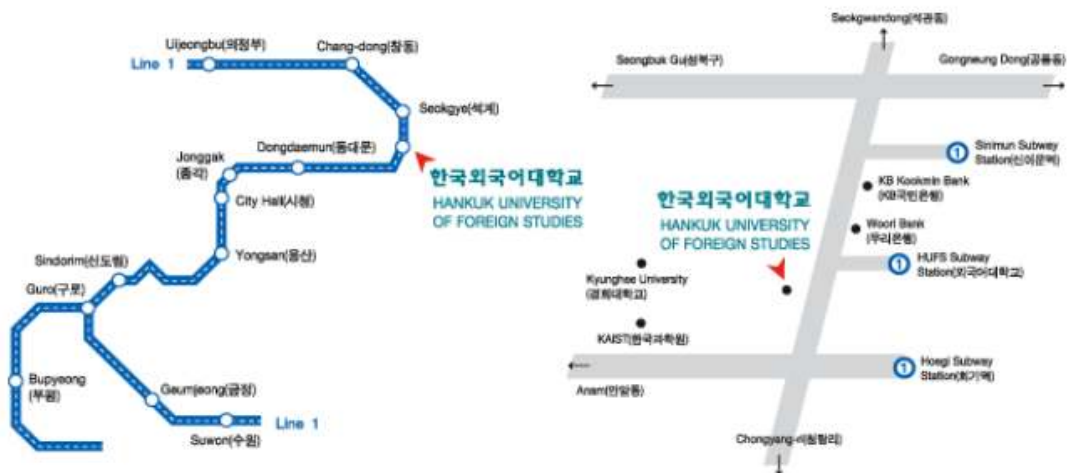 Uijeongbu(의정부)
Chang-dong(창동)
Line 1
Seokgye(석계)
Dongdaemun(동대문)
Jonggak
(종각)
한국외국어대학교
HANKUK UNIVERSITY
OF FOREIGN STUDIES
City Hall(시청)
Yongsan(용산)
Sindorim(신도림)
Guro(구로)
Bupyeong
Geumjeong(금정)
Line 1
Suwon(수원)
Seokgwandong(석관동)
Seongbuk Gu(성북구)
Gongneung Dong(공릉동)
1
Sinimun Subway
Station(신이문역)
KB Kookmin Bank
(KB국민은행)
한국외국어대학교
HANKUK UNIVERSITY
OF FOREIGN STUDIES
Woori Bank
(우리은행)
1
HUFS Subway
Station(외국어대학교)
Kyunghee University
(경희대학교)
KAIST(한국과학원)
1
Hoegi Subway
Station(회기역)
Anam(안암동)
Chongyang-ri(청량리)